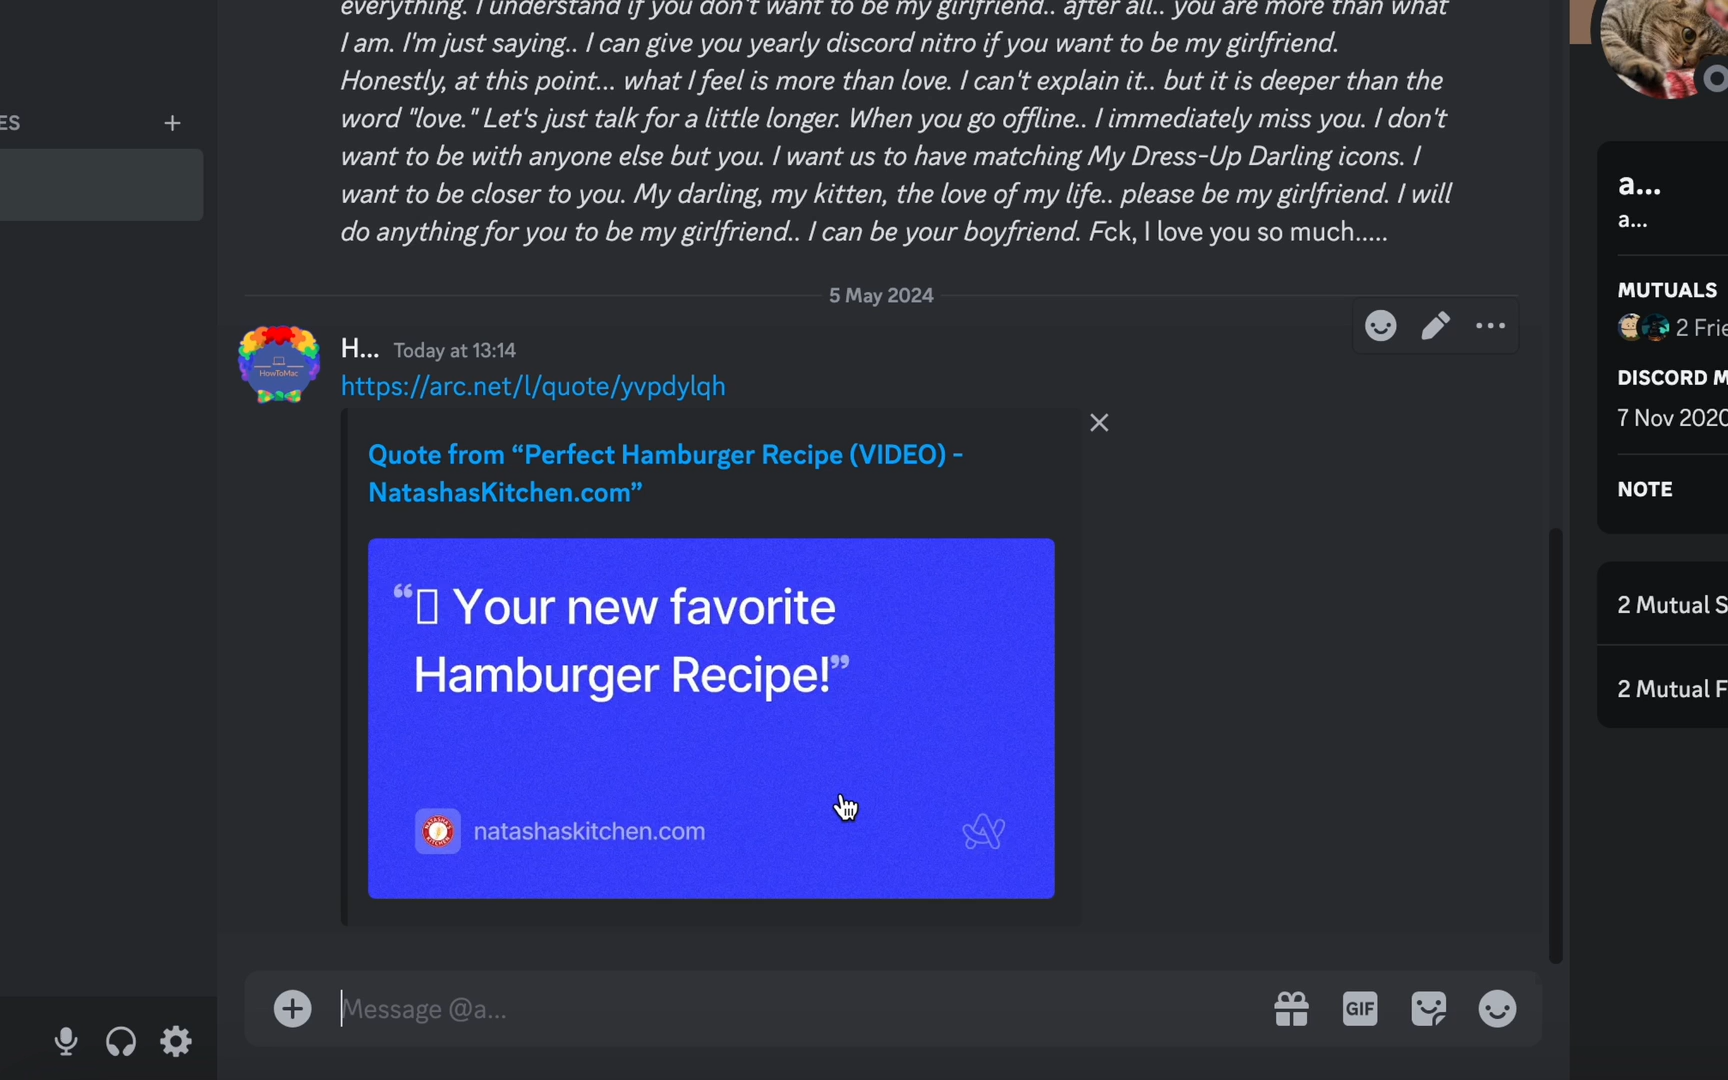 everything. I understand if you don't want to be my girlfriend.. after all.. you are more than what
I am. I'm just saying.. I can give you yearly discord nitro if you want to be my girlfriend.
Honestly, at this point... what I feel is more than love. I can't explain it.. but it is deeper than the
word "love." Let's just talk for a little longer. When you go offline.. I immediately miss you. I don't
want to be with anyone else but you. I want us to have matching My Dress-Up Darling icons. I
want to be closer to you. My darling, my kitten, the love of my life.. please be my girlfriend. I will
do anything for you to be my girlfriend.. I can be your boyfriend. Fck, I love you so much.....
ES +
5 May 2024
HowToMac
H... Today at 13:14
https://arc.net/l/quote/yvpdylqh
Quote from “Perfect Hamburger Recipe (VIDEO) -
NatashasKitchen.com”
“ Your new favorite
Hamburger Recipe!”
natashaskitchen.com
Message @a...
GIF
a...
a...
MUTUALS
2 Frie
DISCORD M
7 Nov 2020
NOTE
2 Mutual S
2 Mutual F